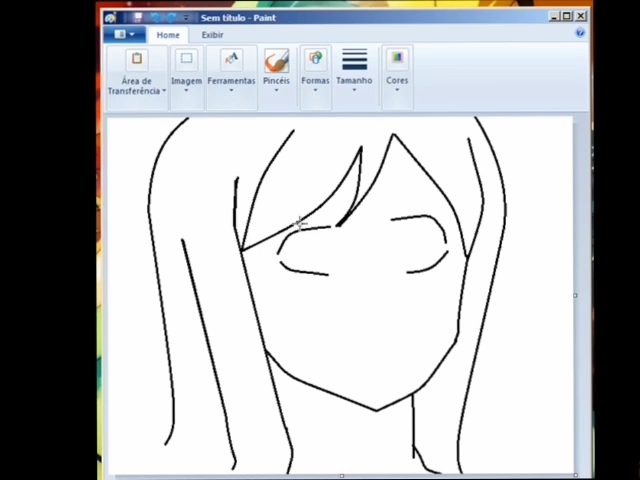 Sem título - Paint
Home Exibir
Área de
Transferência
Imagem
Ferramentas
Pincéis
Formas
Tamanho
Cores